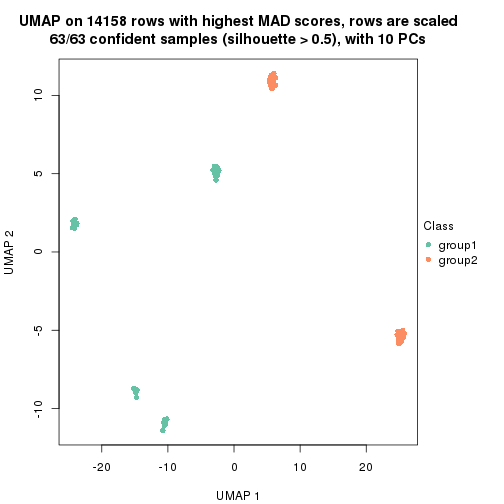 UMAP on 14158 rows with highest MAD scores, rows are scaled
63/63 confident samples (silhouette > 0.5), with 10 PCs
10
5
0
-5
-10
UMAP 2
-20
-10
0
10
20
UMAP 1
Class
group1
group2